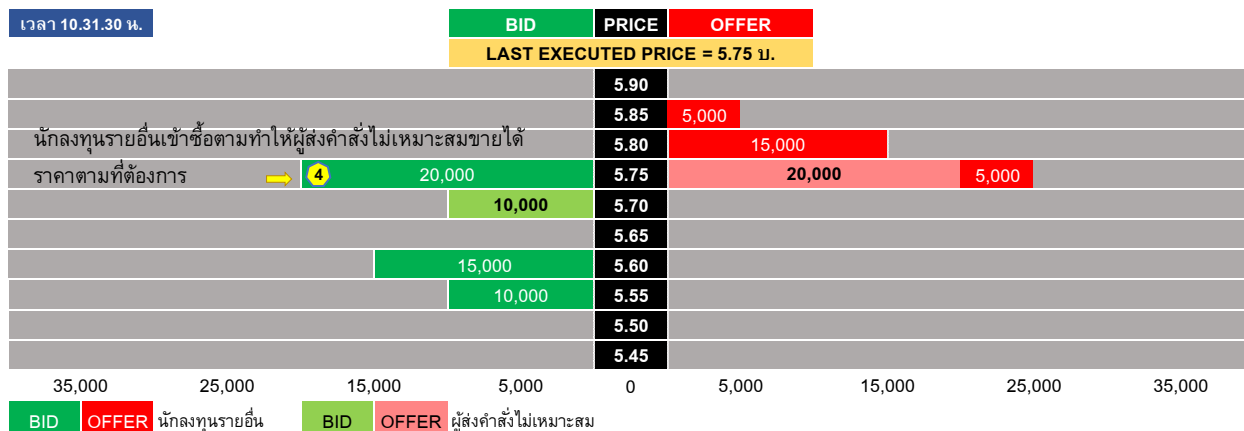 เวลา 10.31.30 น.
BID PRICE OFFER
LAST EXECUTED PRICE = 5.75 บ.
5.90
5.85 5,000
นักลงทุนรายอื่นเข้าซื้อตามทำให้ผู้ส่งคำสั่งไม่เหมาะสมขายได้ 5.80 15,000
ราคาตามที่ต้องการ 4 20,000 5.75 20,000 5,000
10,000 5.70
5.65
15,000 5.60
10,000 5.55
5.50
5.45
35,000 25,000 15,000 5,000 0 5,000 15,000 25,000 35,000
BID OFFER นักลงทุนรายอื่น BID OFFER ผู้ส่งคำสั่งไม่เหมาะสม